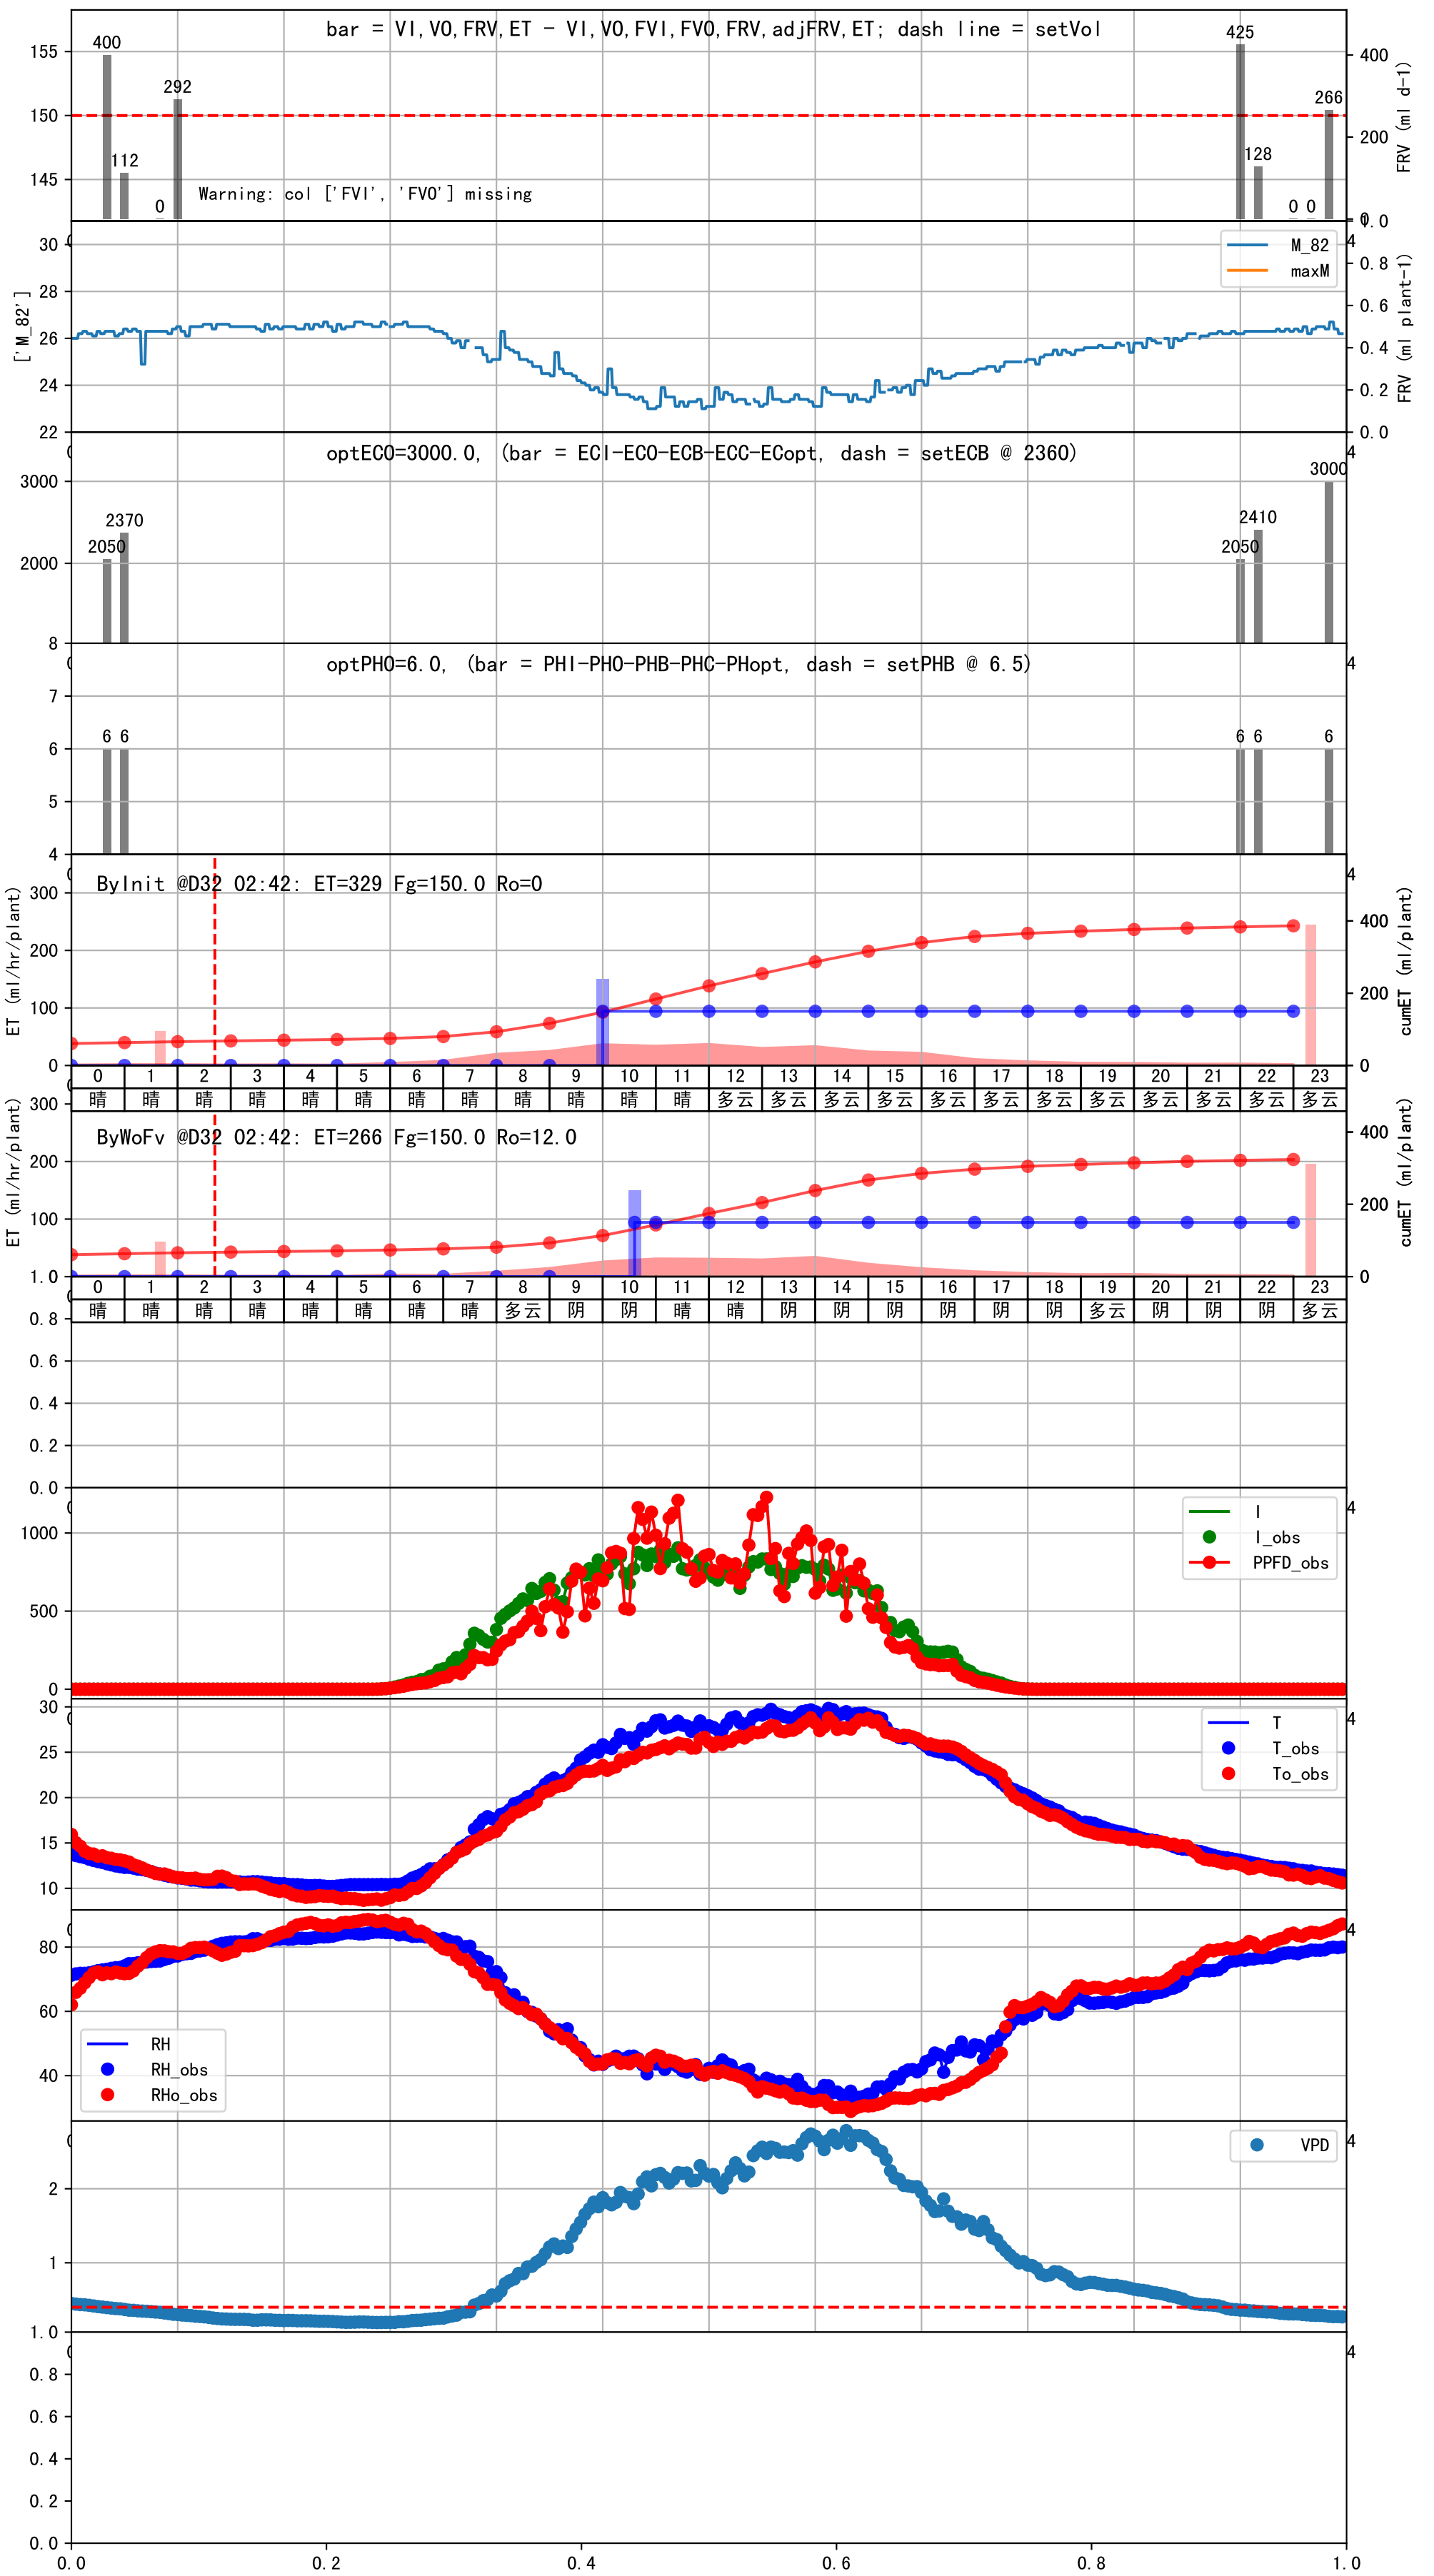 bar = VI,VO,FRV,ET - VI,VO,FVI,FVO,FRV,adjFRV,ET; dash line = setVol
400
112
0
292
425
128
0 0
266
155
150
145
400
200
0
FRV (ml d-1)
Warning: col ['FVI', 'FVO'] missing
1.0
0.8
0.6
0.4
0.2
0.0
FRV (ml plant-1)
30
28
26
24
22
['M_82']
M_82
maxM
4
optECO=3000.0, (bar = ECI-ECO-ECB-ECC-ECopt, dash = setECB @ 2360)
4
3000
2000
2050
2370
2050
2410
3000
optPHO=6.0, (bar = PHI-PHO-PHB-PHC-PHopt, dash = setPHB @ 6.5)
4
8
7
6
5
4
6 6
6 6
6
ByInit @D32 02:42: ET=329 Fg=150.0 Ro=0
4
300
200
100
0
ET (ml/hr/plant)
400
200
0
cumET (ml/plant)
0 1 2 3 4 5 6 7 8 9 10 11 12 13 14 15 16 17 18 19 20 21 22 23
晴 晴 晴 晴 晴 晴 晴 晴 晴 晴 晴 晴 多云 多云 多云 多云 多云 多云 多云 多云 多云 多云 多云 多云
ByWoFv @D32 02:42: ET=266 Fg=150.0 Ro=12.0
300
200
100
ET (ml/hr/plant)
400
200
0
cumET (ml/plant)
0 1 2 3 4 5 6 7 8 9 10 11 12 13 14 15 16 17 18 19 20 21 22 23
晴 晴 晴 晴 晴 晴 晴 晴 多云 阴 阴 晴 晴 阴 阴 阴 阴 阴 阴 多云 阴 阴 阴 多云
1.0
0.8
0.6
0.4
0.2
0.0
4
1000
500
0
I
I_obs
PPFD_obs
4
30
25
20
15
10
T
T_obs
To_obs
4
80
60
40
RH
RH_obs
RHo_obs
4
2
1
VPD
4
1.0
0.8
0.6
0.4
0.2
0.0
0.0 0.2 0.4 0.6 0.8 1.0